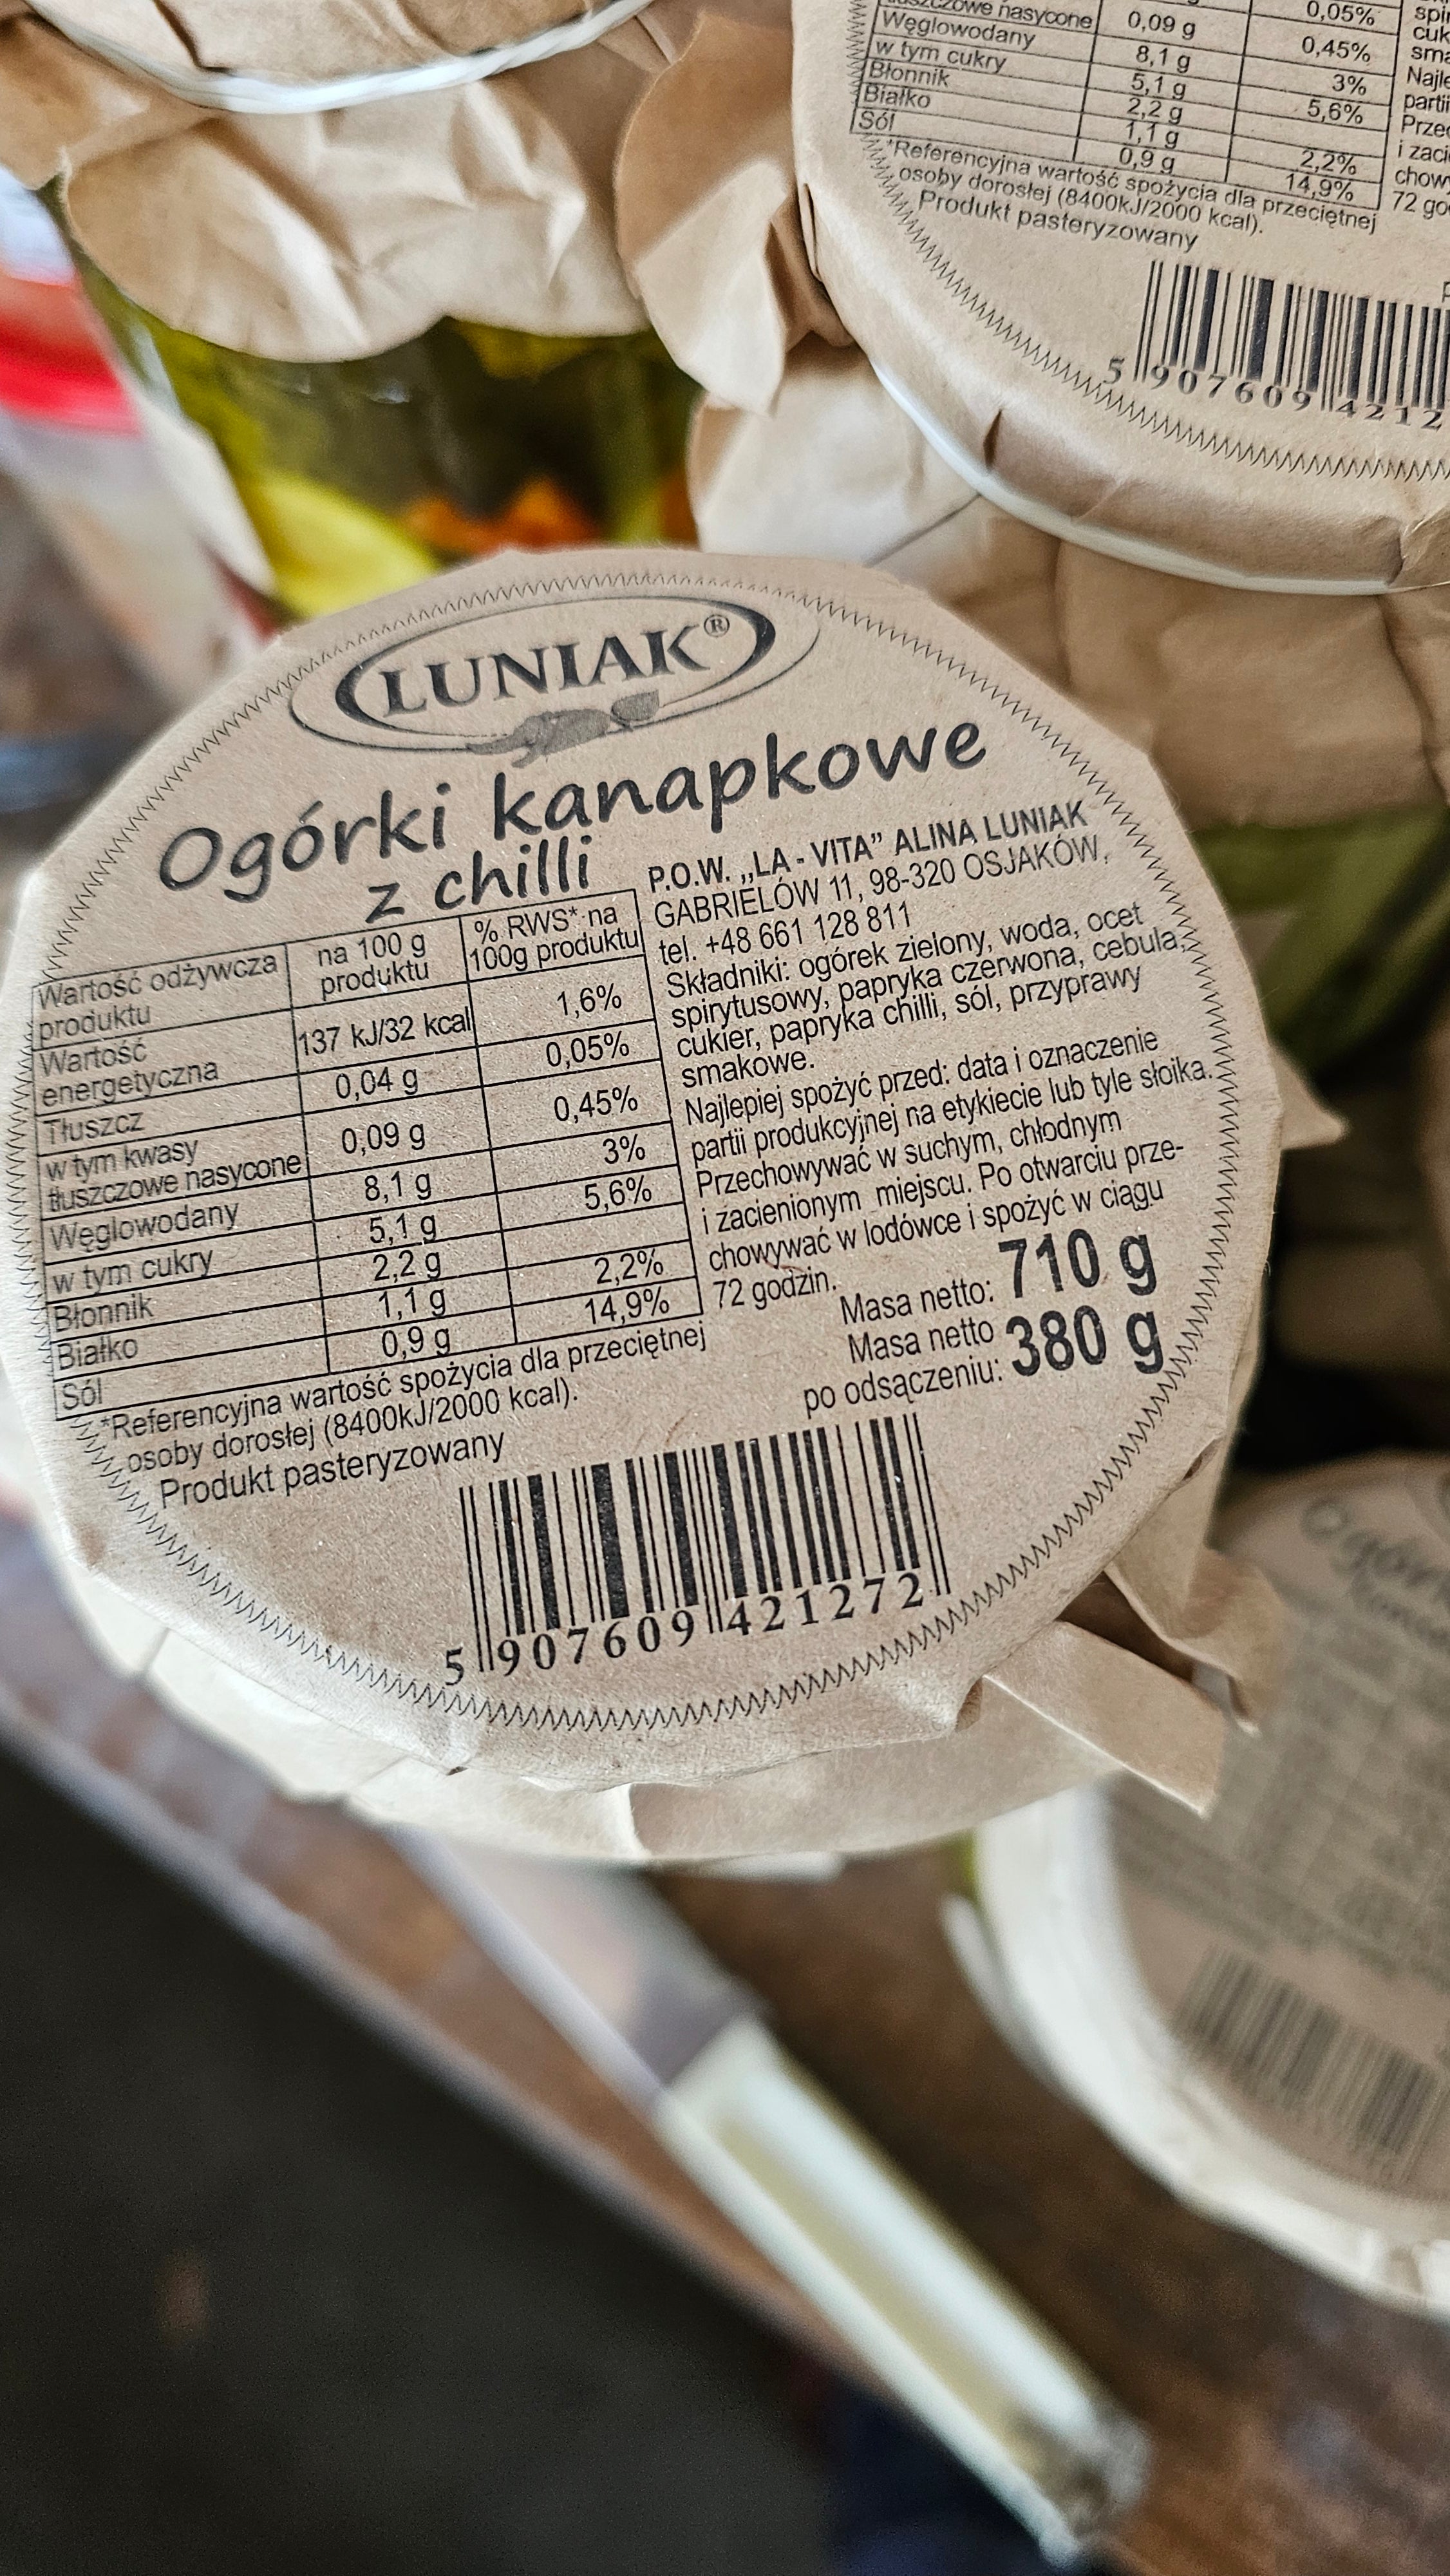 tłuszczowe nasycone 0,09 g 0,05%
Węglowodany 8,1 g 0,45%
w tym cukry 5,1 g 3%
Błonnik 2,2 g 5,6%
Białko 1,1 g 2,2%
Sól 0,9 g 14,9%
*Referencyjna wartość spożycia dla przeciętnej
osoby dorosłej (8400kJ/2000 kcal).
Produkt pasteryzowany
72
5 907609 4212
LUNIAK®
Ogórki kanapkowe
z chilli
Wartość odżywcza
produktu
na 100 g
produktu
% RWS* na
100g produktu
Wartość
energetyczna
137 kJ/32 kcal
1,6%
Tłuszcz
0,04 g
0,05%
w tym kwasy
tłuszczowe nasycone
0,09 g
0,45%
Węglowodany
8,1 g
3%
w tym cukry
5,1 g
5,6%
Błonnik
2,2 g
Białko
1,1 g
2,2%
Sól
0,9 g
14,9%
*Referencyjna wartość spożycia dla przeciętnej
osoby dorosłej (8400kJ/2000 kcal).
Produkt pasteryzowany
P.O.W. „LA - VITA” ALINA LUNIAK
GABRIELÓW 11, 98-320 OSJAKÓW,
tel. +48 661 128 811
Składniki: ogórek zielony, woda, ocet
spirytusowy, papryka czerwona, cebula,
cukier, papryka chilli, sól, przyprawy
smakowe.
Najlepiej spożyć przed: data i oznaczenie
partii produkcyjnej na etykiecie lub tyle słoika.
Przechowywać w suchym, chłodnym
i zacienionym miejscu. Po otwarciu prze-
chowywać w lodówce i spożyć w ciągu
72 godzin.
Masa netto: 710 g
Masa netto
po odsączeniu: 380 g
5 907609 421272